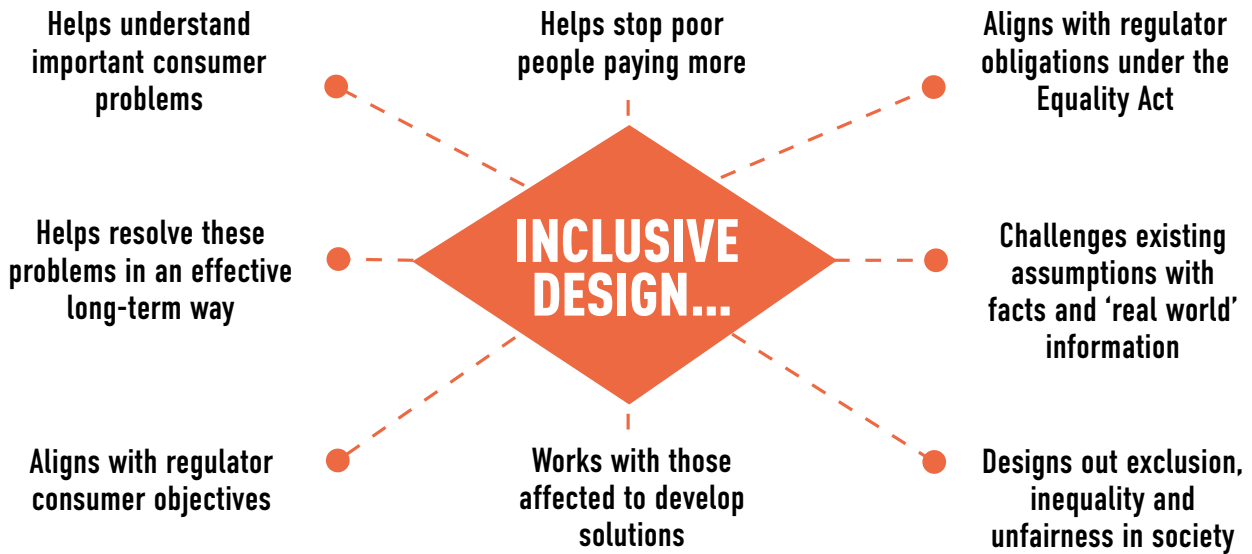 Helps understand
important consumer
problems
Helps stop poor
people paying more
Aligns with regulator
obligations under the
Equality Act
Helps resolve these
problems in an effective
long-term way
INCLUSIVE
DESIGN...
Challenges existing
assumptions with
facts and ‘real world’
information
Aligns with regulator
consumer objectives
Works with those
affected to develop
solutions
Designs out exclusion,
inequality and
unfairness in society